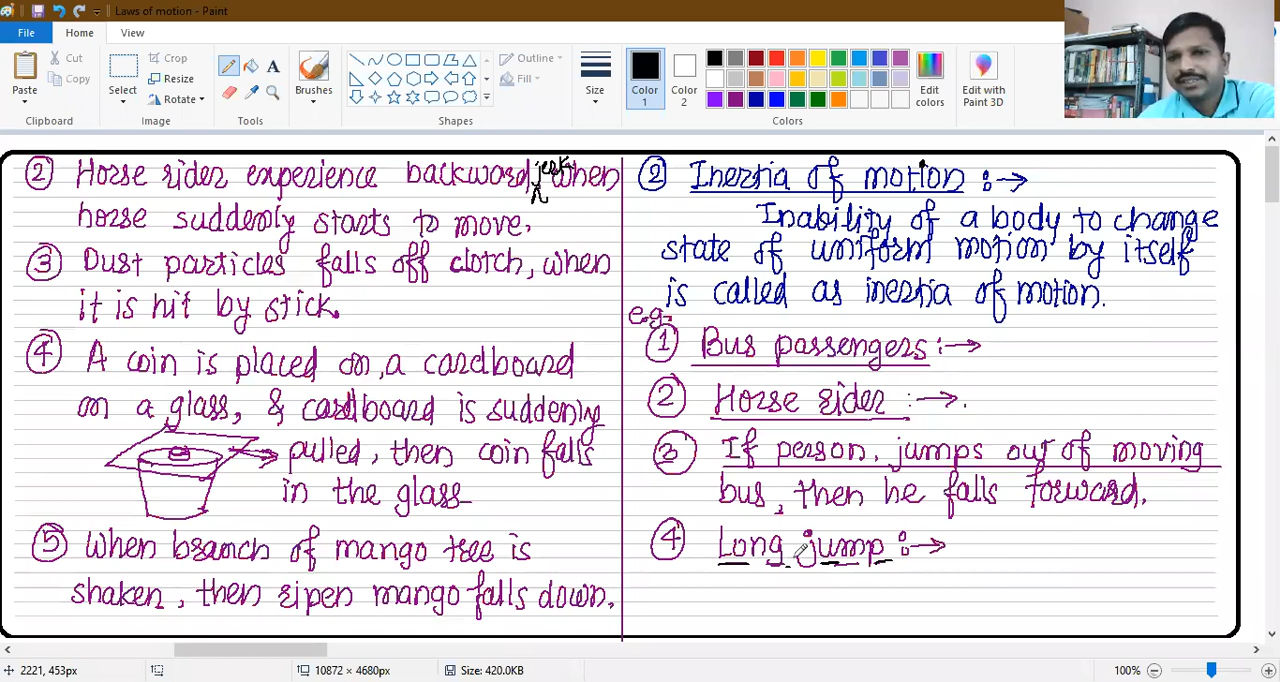 Laws of motion - Paint
File
Home
View
Paste
Cut
Copy
Clipboard
Select
Crop
Resize
Rotate
Image
A
Tools
Brushes
Shapes
Outline
Fill
Size
Color 1
Color 2
Edit colors
Edit with Paint 3D
Colors
② Horse rider experience backward jerk when
horse suddenly starts to move.
③ Dust particles falls off cloth, when
it is hit by stick.
④ A coin is placed on a cardboard
on a glass, & cardboard is suddenly
pulled, then coin falls
in the glass
⑤ When branch of mango tree is
shaken, then ripen mango falls down.
② Inertia of motion :→
Inability of a body to change
state of uniform motion by itself
is called as inertia of motion.
e.g.
① Bus passengers :→
② Horse rider :→.
③ If person, jumps out of moving
bus, then he falls forward.
④ Long jump :→
2221, 453px
10872 × 4680px
Size: 420.0KB
100%